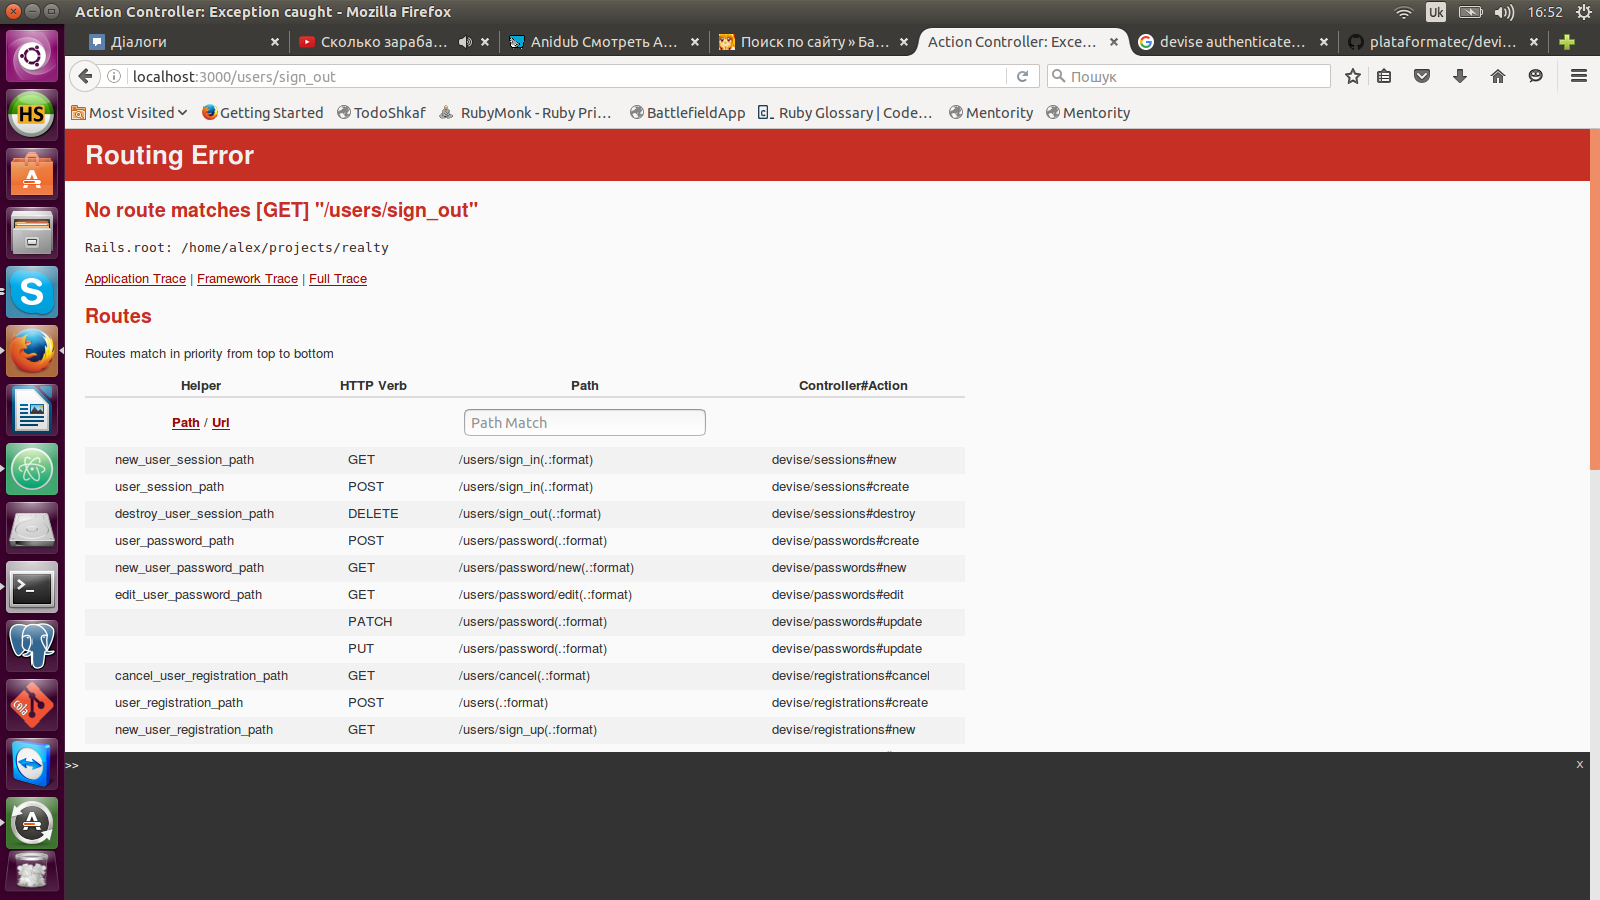 Action Controller: Exception caught - Mozilla Firefox
Uk
16:52
Діалоги
Сколько зараба...
Anidub Смотреть А...
Поиск по сайту » Ба...
Action Controller: Exce...
devise authenticate...
plataformatec/devi...
localhost:3000/users/sign_out
Пошук
Most Visited
Getting Started
TodoShkaf
RubyMonk - Ruby Pri...
BattlefieldApp
Ruby Glossary | Code...
Mentority
Mentority
Routing Error
No route matches [GET] "/users/sign_out"
Rails.root: /home/alex/projects/realty
Application Trace | Framework Trace | Full Trace
Routes
Routes match in priority from top to bottom
Helper HTTP Verb Path Controller#Action
Path / Url Path Match
new_user_session_path GET /users/sign_in(.:format) devise/sessions#new
user_session_path POST /users/sign_in(.:format) devise/sessions#create
destroy_user_session_path DELETE /users/sign_out(.:format) devise/sessions#destroy
user_password_path POST /users/password(.:format) devise/passwords#create
new_user_password_path GET /users/password/new(.:format) devise/passwords#new
edit_user_password_path GET /users/password/edit(.:format) devise/passwords#edit
PATCH /users/password(.:format) devise/passwords#update
PUT /users/password(.:format) devise/passwords#update
cancel_user_registration_path GET /users/cancel(.:format) devise/registrations#cancel
user_registration_path POST /users(.:format) devise/registrations#create
new_user_registration_path GET /users/sign_up(.:format) devise/registrations#new
>>
x
HS
S
cola